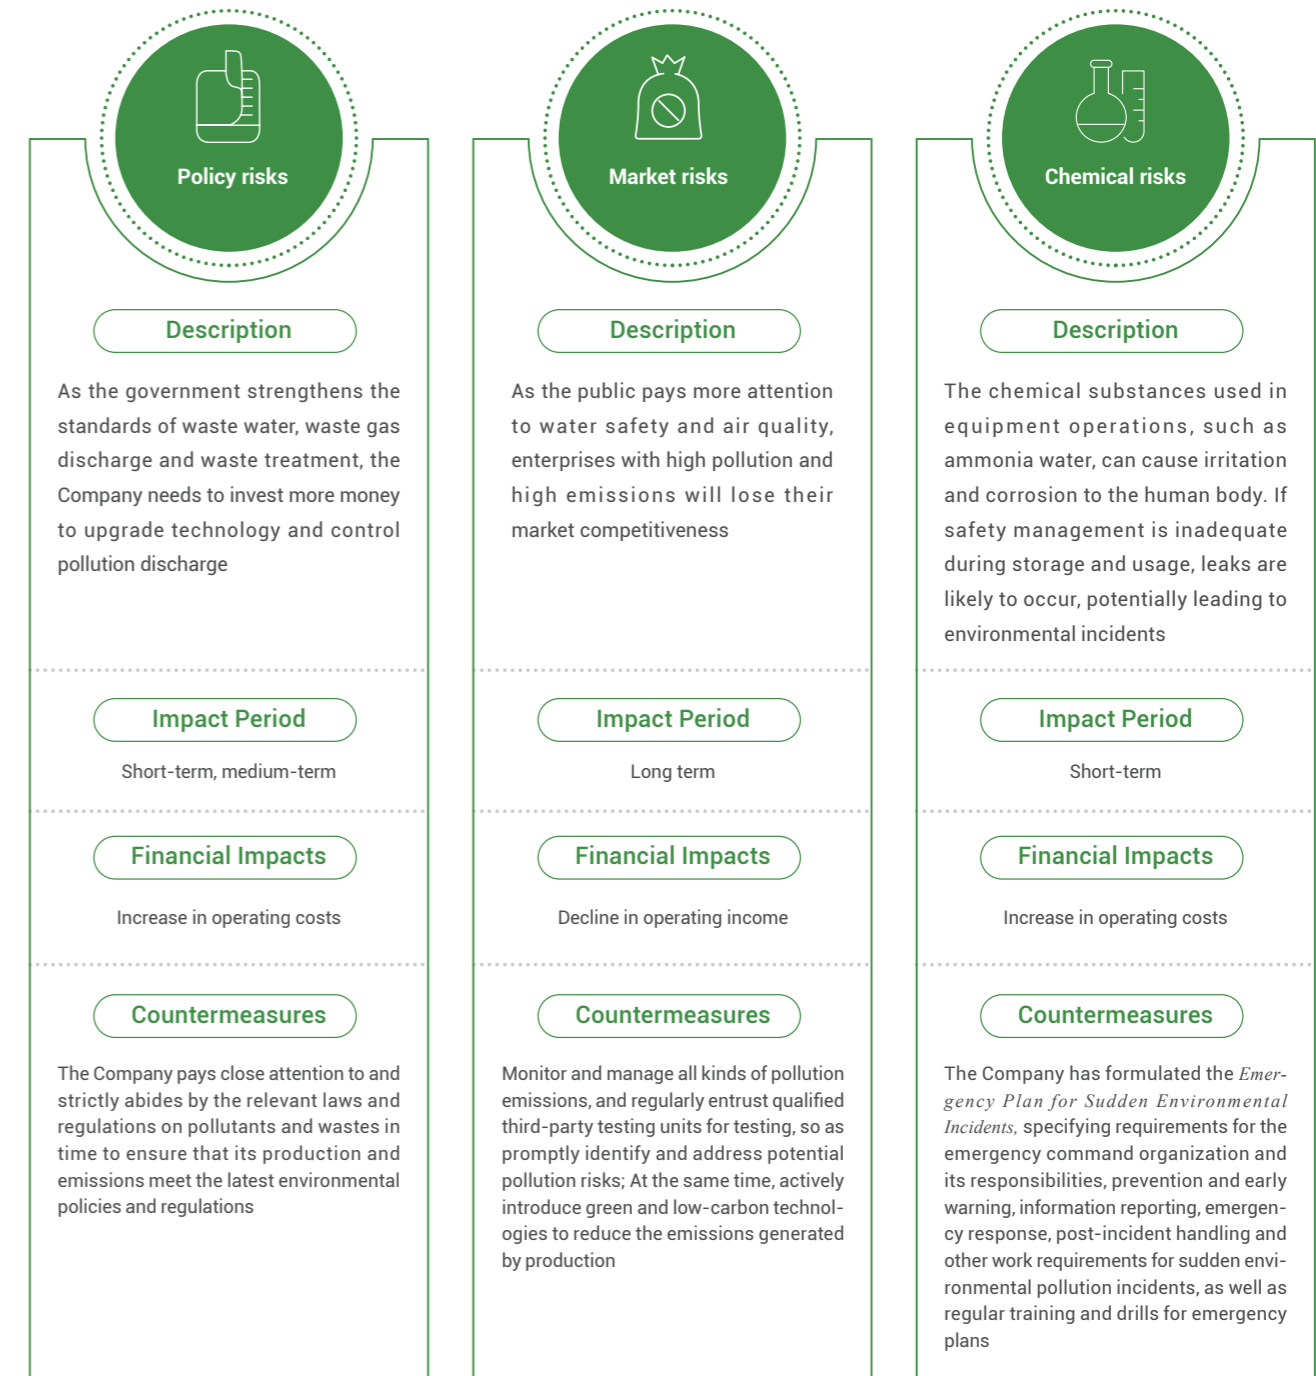 Policy risks
Description
As the government strengthens the
standards of waste water, waste gas
discharge and waste treatment, the
Company needs to invest more money
to upgrade technology and control
pollution discharge
Impact Period
Short-term, medium-term
Financial Impacts
Increase in operating costs
Countermeasures
The Company pays close attention to and
strictly abides by the relevant laws and
regulations on pollutants and wastes in
time to ensure that its production and
emissions meet the latest environmental
policies and regulations
Market risks
Description
As the public pays more attention
to water safety and air quality,
enterprises with high pollution and
high emissions will lose their
market competitiveness
Impact Period
Long term
Financial Impacts
Decline in operating income
Countermeasures
Monitor and manage all kinds of pollution
emissions, and regularly entrust qualified
third-party testing units for testing, so as
promptly identify and address potential
pollution risks; At the same time, actively
introduce green and low-carbon technol-
ogies to reduce the emissions generated
by production
Chemical risks
Description
The chemical substances used in
equipment operations, such as
ammonia water, can cause irritation
and corrosion to the human body. If
safety management is inadequate
during storage and usage, leaks are
likely to occur, potentially leading to
environmental incidents
Impact Period
Short-term
Financial Impacts
Increase in operating costs
Countermeasures
The Company has formulated the Emer-
gency Plan for Sudden Environmental
Incidents, specifying requirements for the
emergency command organization and
its responsibilities, prevention and early
warning, information reporting, emergen-
cy response, post-incident handling and
other work requirements for sudden envi-
ronmental pollution incidents, as well as
regular training and drills for emergency
plans